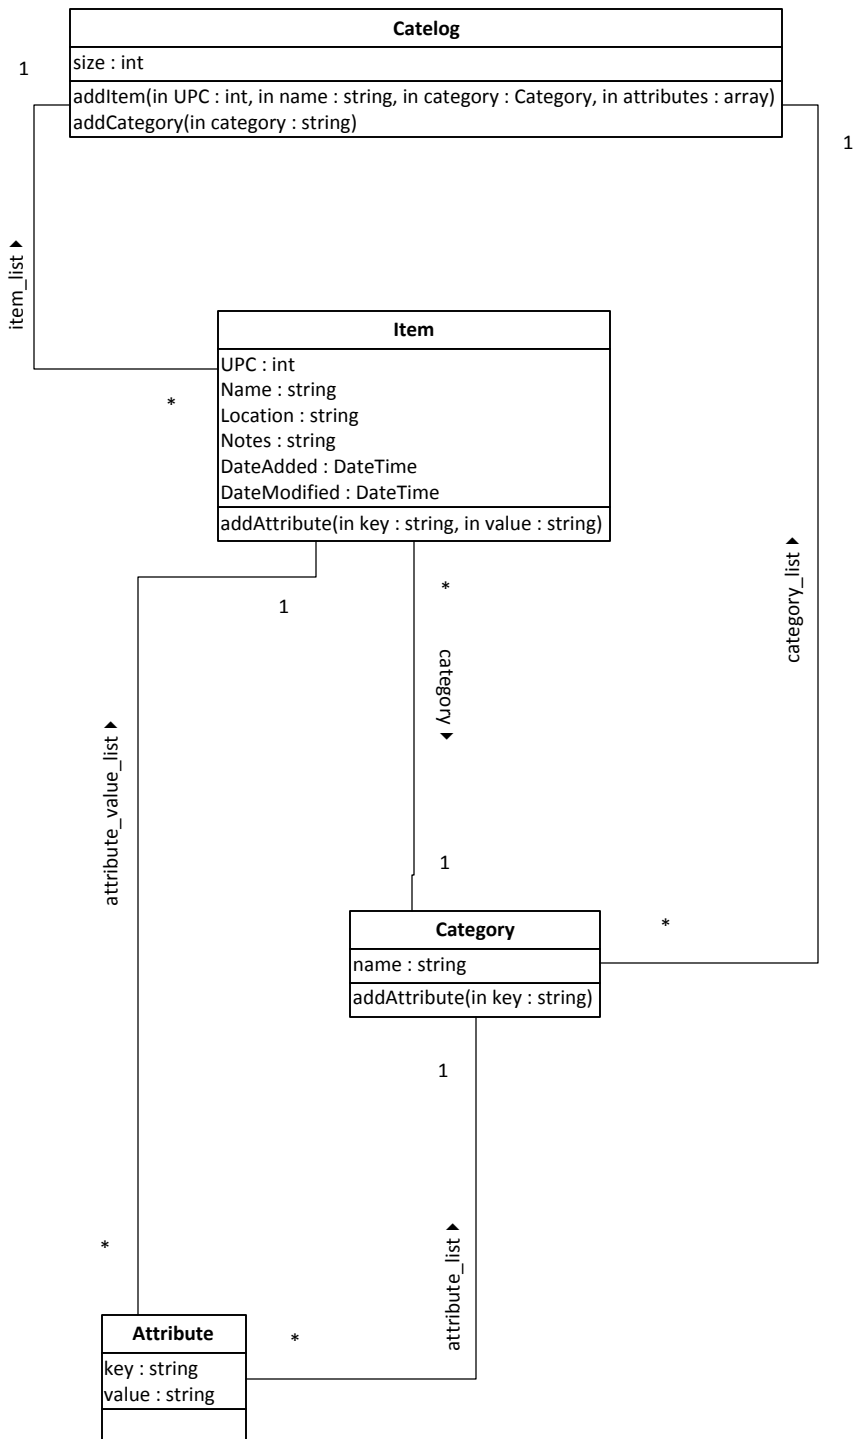 Catelog
size : int
addItem(in UPC : int, in name : string, in category : Category, in attributes : array)
addCategory(in category : string)
1
1
item_list
Item
UPC : int
Name : string
Location : string
Notes : string
DateAdded : DateTime
DateModified : DateTime
addAttribute(in key : string, in value : string)
*
1
*
category
category_list
attribute_value_list
1
Category
name : string
addAttribute(in key : string)
*
1
attribute_list
*
Attribute
key : string
value : string
*